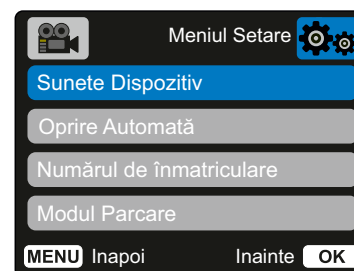 Meniul Setare
Sunete Dispozitiv
Oprire Automată
Numărul de înmatriculare
Modul Parcare
MENU Inapoi Inainte OK